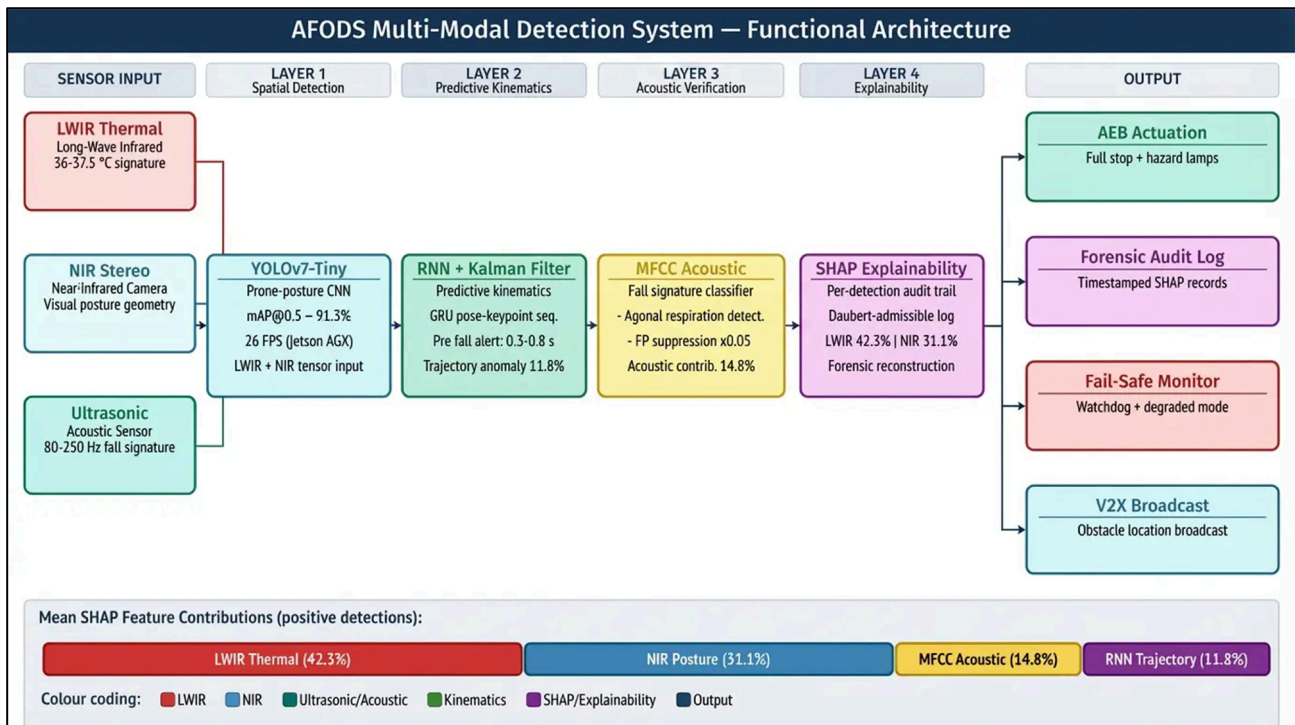 AFODS Multi-Modal Detection System — Functional Architecture
SENSOR INPUT
LAYER 1
Spatial Detection
LAYER 2
Predictive Kinematics
LAYER 3
Acoustic Verification
LAYER 4
Explainability
OUTPUT
LWIR Thermal
Long-Wave Infrared
36-37.5 °C signature
NIR Stereo
Near-Infrared Camera
Visual posture geometry
Ultrasonic
Acoustic Sensor
80-250 Hz fall signature
YOLOv7-Tiny
Prone-posture CNN
mAP@0.5 – 91.3%
26 FPS (Jetson AGX)
LWIR + NIR tensor input
RNN + Kalman Filter
Predictive kinematics
GRU pose-keypoint seq.
Pre fall alert: 0.3-0.8 s
Trajectory anomaly 11.8%
MFCC Acoustic
Fall signature classifier
- Agonal respiration detect.
- FP suppression x0.05
Acoustic contrib. 14.8%
SHAP Explainability
Per-detection audit trail
Daubert-admissible log
LWIR 42.3% | NIR 31.1%
Forensic reconstruction
AEB Actuation
Full stop + hazard lamps
Forensic Audit Log
Timestamped SHAP records
Fail-Safe Monitor
Watchdog + degraded mode
V2X Broadcast
Obstacle location broadcast
Mean SHAP Feature Contributions (positive detections):
LWIR Thermal (42.3%)
NIR Posture (31.1%)
MFCC Acoustic (14.8%)
RNN Trajectory (11.8%)
Colour coding: LWIR NIR Ultrasonic/Acoustic Kinematics SHAP/Explainability Output